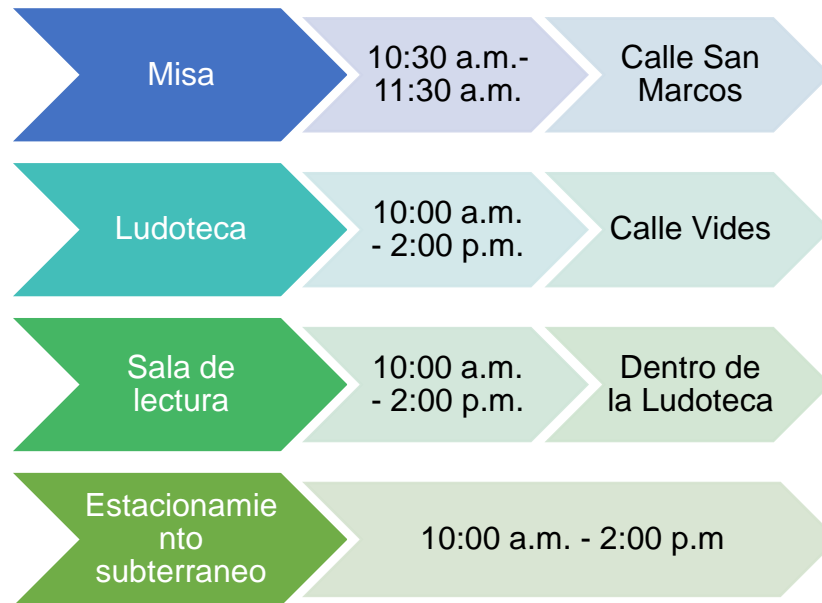 Misa
10:30 a.m.-
11:30 a.m.
Calle San
Marcos
Ludoteca
10:00 a.m.
- 2:00 p.m.
Calle Vides
Sala de
lectura
10:00 a.m.
- 2:00 p.m.
Dentro de
la Ludoteca
Estacionamie
nto
subterraneo
10:00 a.m. - 2:00 p.m